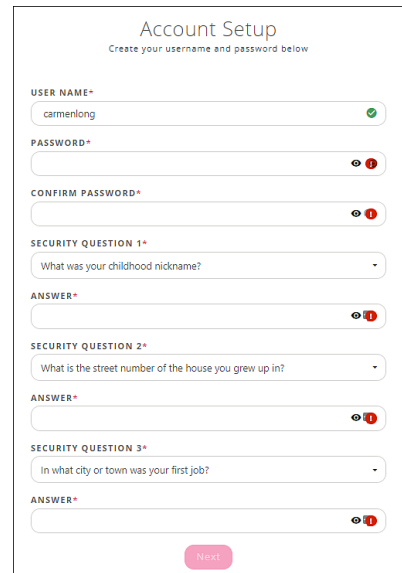 Account Setup
Create your username and password below
USER NAME*
carmenlong
PASSWORD*
CONFIRM PASSWORD*
SECURITY QUESTION 1*
What was your childhood nickname?
ANSWER*
SECURITY QUESTION 2*
What is the street number of the house you grew up in?
ANSWER*
SECURITY QUESTION 3*
In what city or town was your first job?
ANSWER*
Next